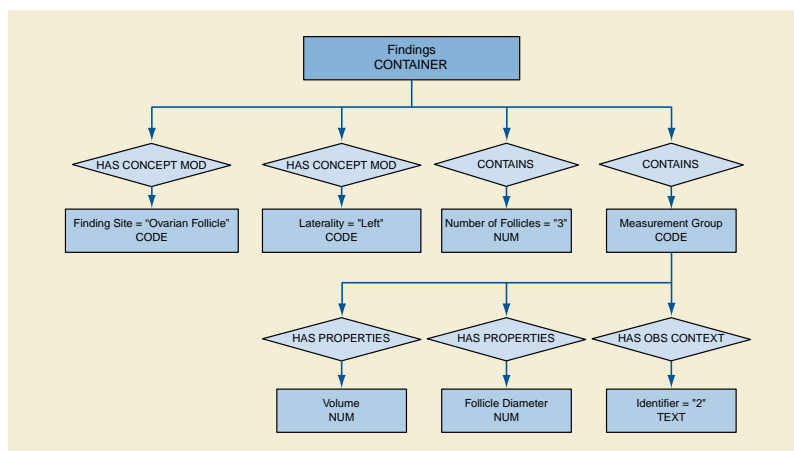 Findings
CONTAINER
HAS CONCEPT MOD
HAS CONCEPT MOD
CONTAINS
CONTAINS
Finding Site = “Ovarian Follicle”
CODE
Laterality = "Left"
CODE
Number of Follicles = "3"
NUM
Measurement Group
CODE
HAS PROPERTIES
HAS PROPERTIES
HAS OBS CONTEXT
Volume
NUM
Follicle Diameter
NUM
Identifier = "2"
TEXT